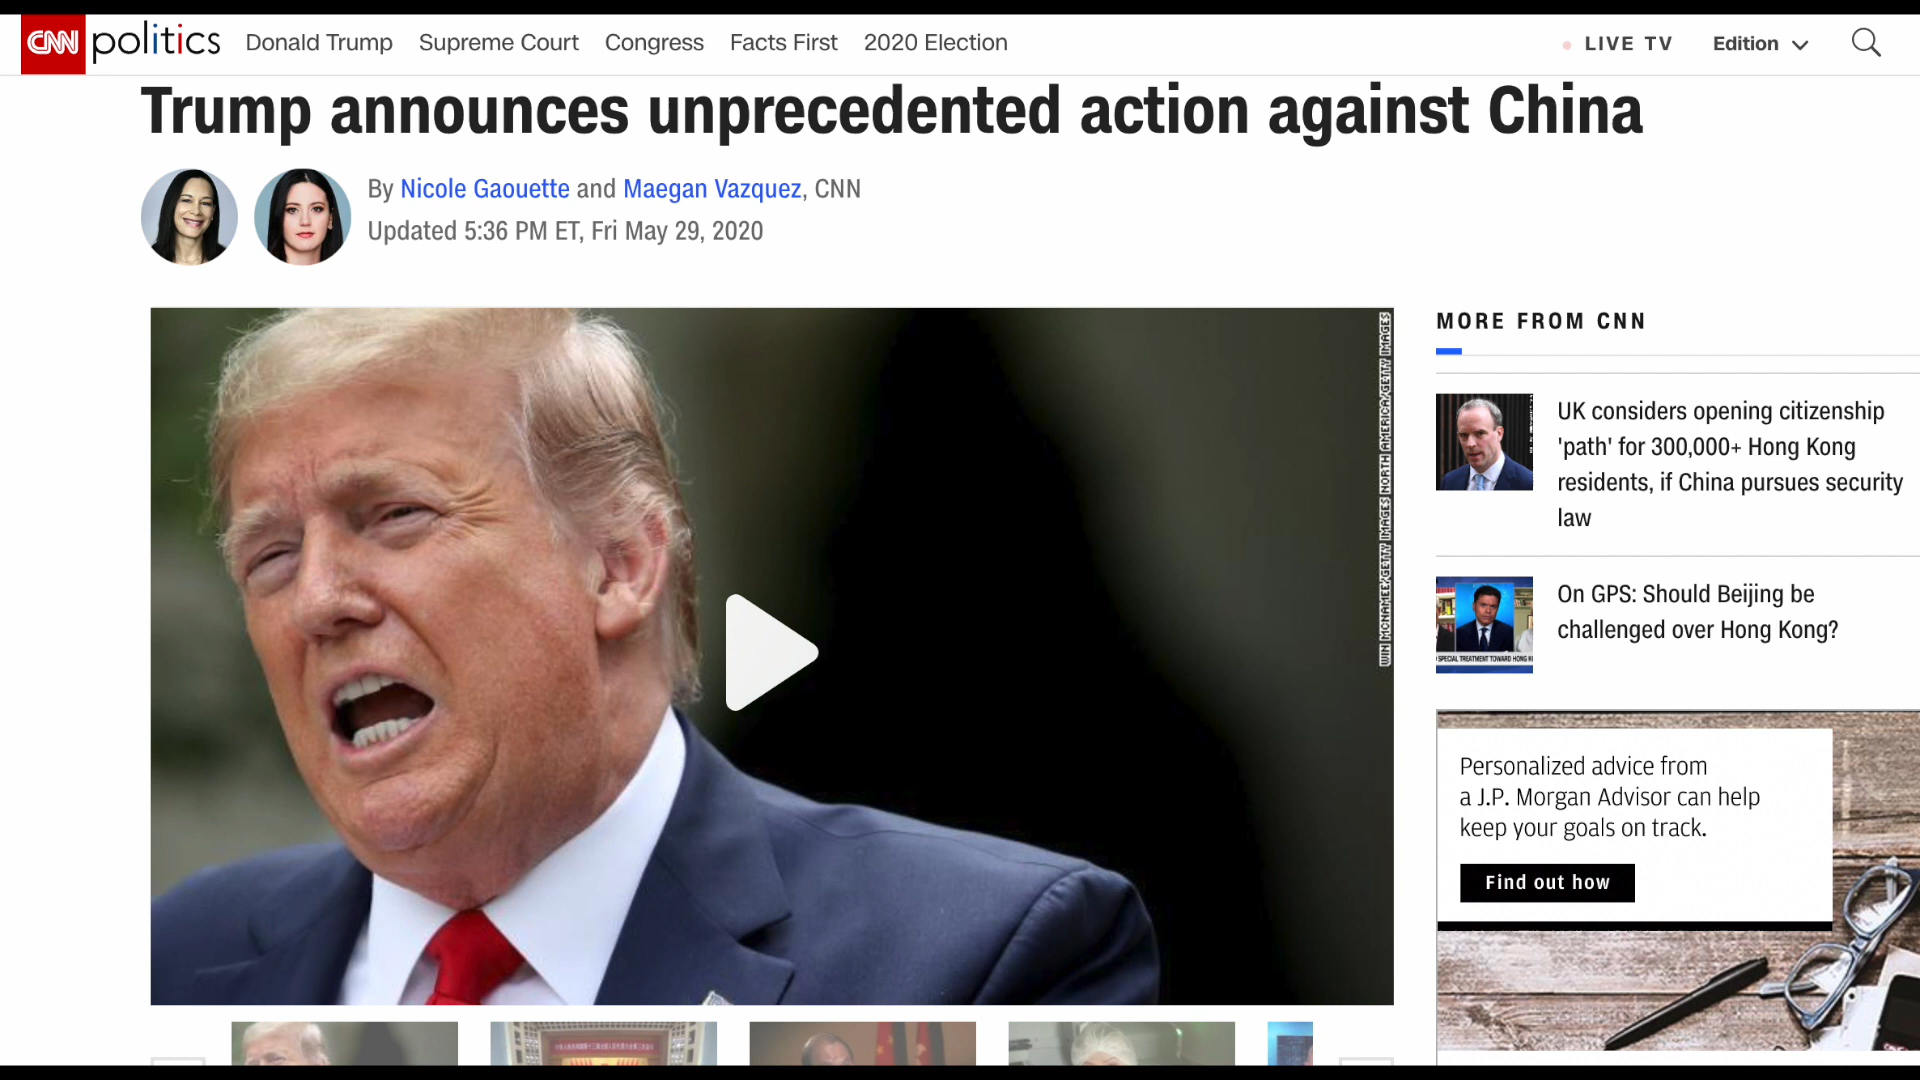 CNN politics Donald Trump Supreme Court Congress Facts First 2020 Election LIVE TV Edition
Trump announces unprecedented action against China
By Nicole Gaouette and Maegan Vazquez, CNN
Updated 5:36 PM ET, Fri May 29, 2020
WIN MCNAMEE/GETTY IMAGES NORTH AMERICA/GETTY IMAGES
MORE FROM CNN
UK considers opening citizenship
'path' for 300,000+ Hong Kong
residents, if China pursues security
law
On GPS: Should Beijing be
challenged over Hong Kong?
SPECIAL TREATMENT TOWARD HONG
Personalized advice from
a J.P. Morgan Advisor can help
keep your goals on track.
Find out how